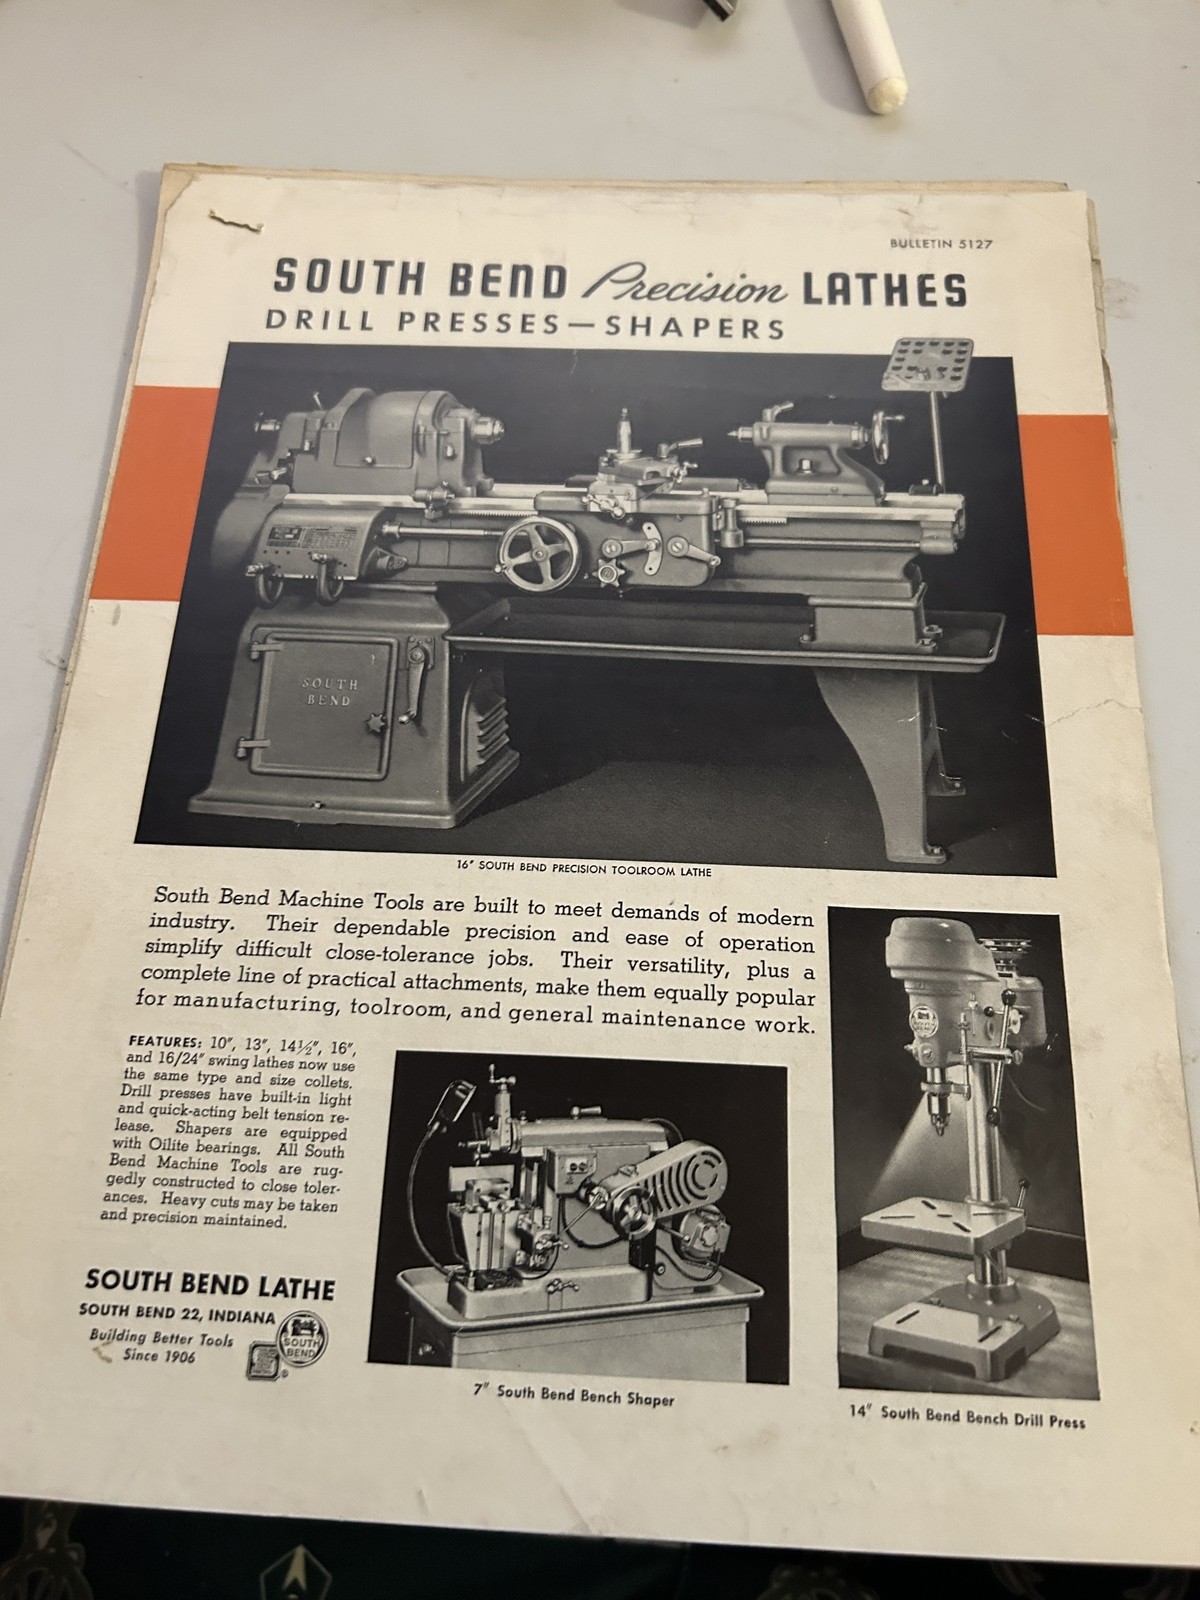 BULLETIN 5127
SOUTH BEND Precision LATHES
DRILL PRESSES—SHAPERS
SOUTH
BEND
16" SOUTH BEND PRECISION TOOLROOM LATHE
South Bend Machine Tools are built to meet demands of modern
industry. Their dependable precision and ease of operation
simplify difficult close-tolerance jobs. Their versatility, plus a
complete line of practical attachments, make them equally popular
for manufacturing, toolroom, and general maintenance work.
FEATURES: 10", 13", 14½", 16",
and 16/24" swing lathes now use
the same type and size collets.
Drill presses have built-in light
and quick-acting belt tension re-
lease. Shapers are equipped
with Oilite bearings. All South
Bend Machine Tools are rug-
gedly constructed to close toler-
ances. Heavy cuts may be taken
and precision maintained.
SOUTH BEND LATHE
SOUTH BEND 22, INDIANA
Building Better Tools
Since 1906
SOUTH
BEND
®
7" South Bend Bench Shaper
14" South Bend Bench Drill Press